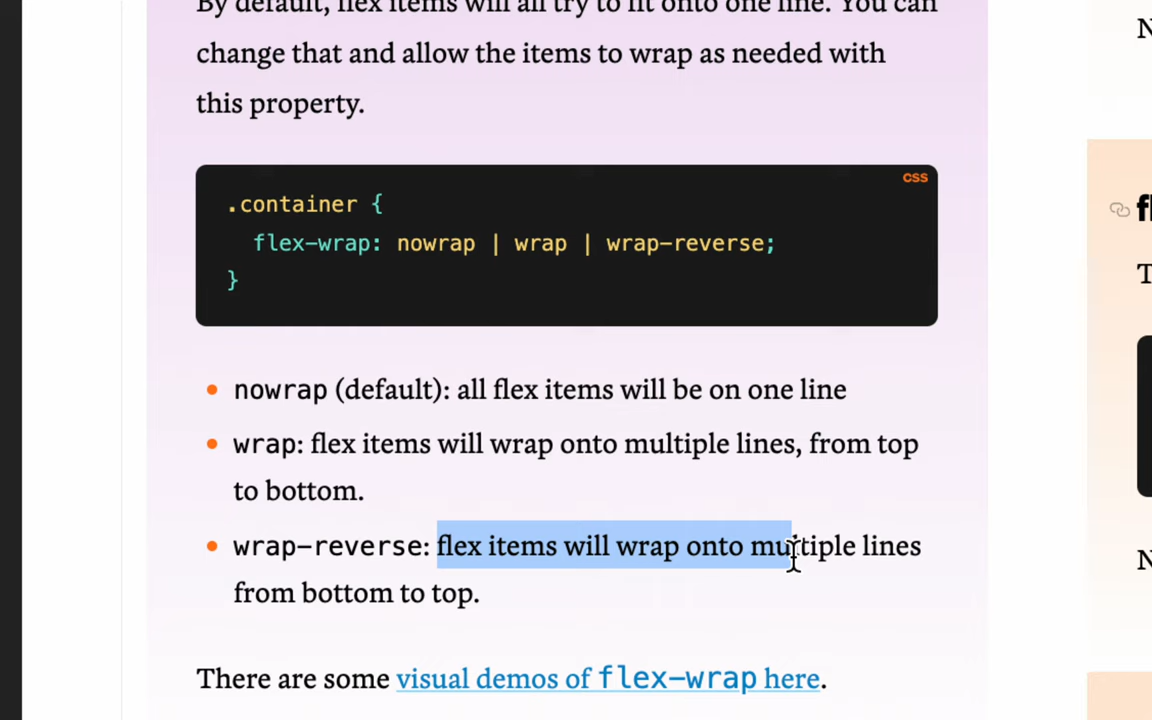 By default, flex items will all try to fit onto one line. You can
change that and allow the items to wrap as needed with
this property.
CSS
.container {
flex-wrap: nowrap | wrap | wrap-reverse;
}
nowrap (default): all flex items will be on one line
wrap: flex items will wrap onto multiple lines, from top
to bottom.
wrap-reverse: flex items will wrap onto multiple lines
from bottom to top.
There are some visual demos of flex-wrap here.